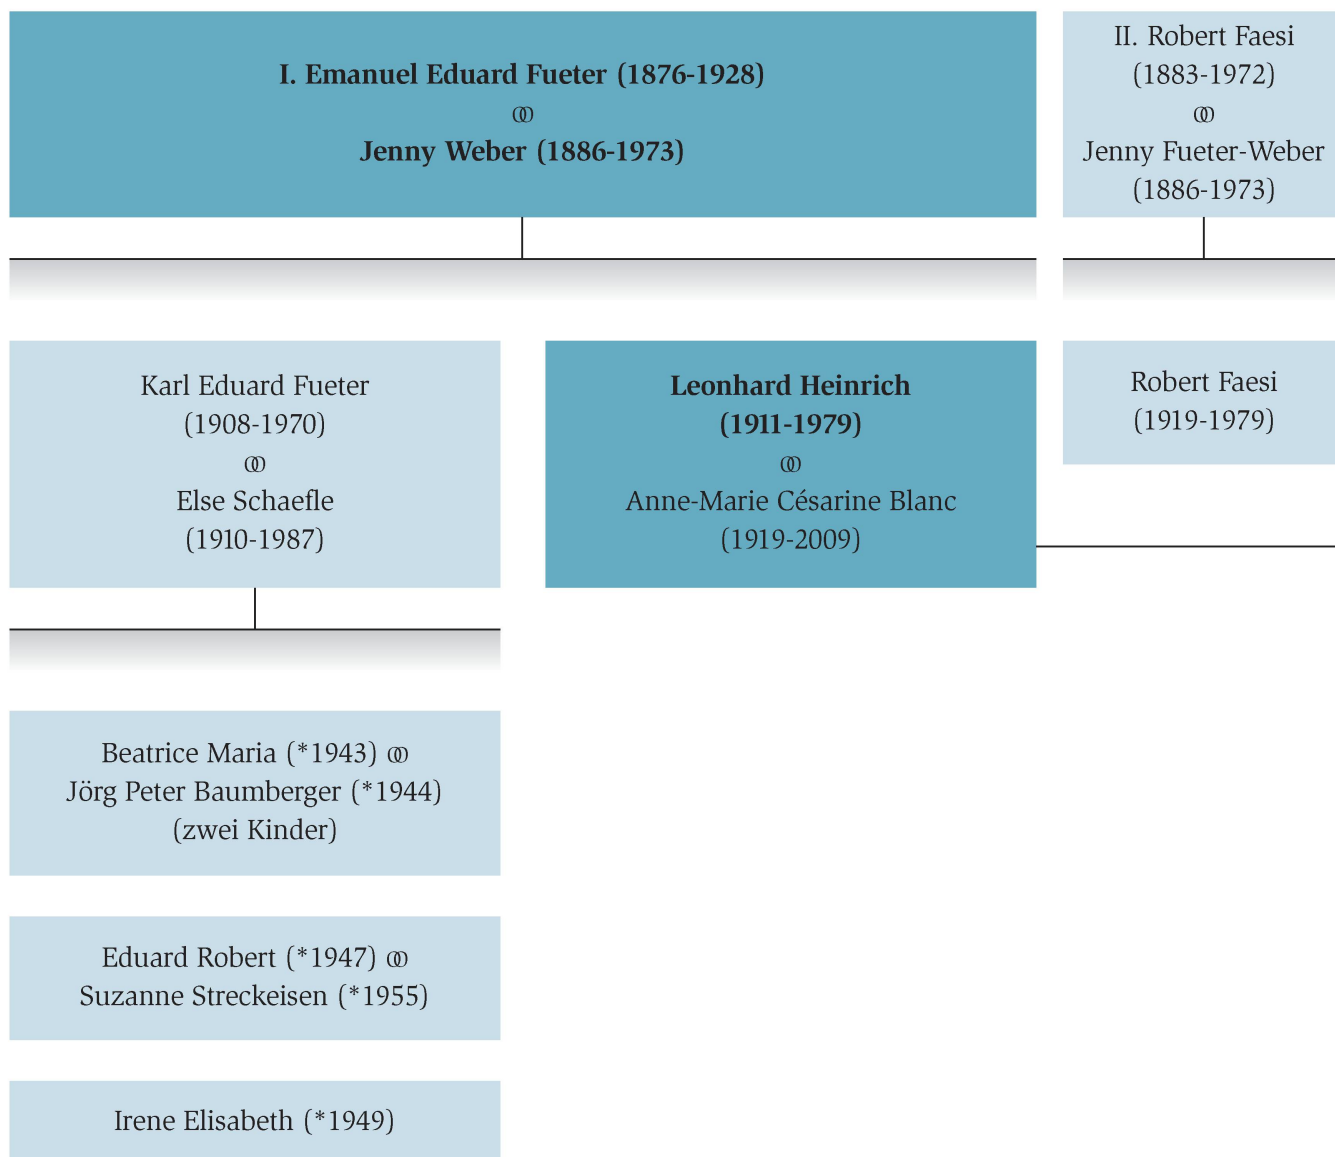 I. Emanuel Eduard Fueter (1876-1928)
⚭
Jenny Weber (1886-1973)
II. Robert Faesi
(1883-1972)
⚭
Jenny Fueter-Weber
(1886-1973)
Karl Eduard Fueter
(1908-1970)
⚭
Else Schaefle
(1910-1987)
Leonhard Heinrich
(1911-1979)
⚭
Anne-Marie Césarine Blanc
(1919-2009)
Robert Faesi
(1919-1979)
Beatrice Maria (*1943) ⚭
Jörg Peter Baumberger (*1944)
(zwei Kinder)
Eduard Robert (*1947) ⚭
Suzanne Streckeisen (*1955)
Irene Elisabeth (*1949)